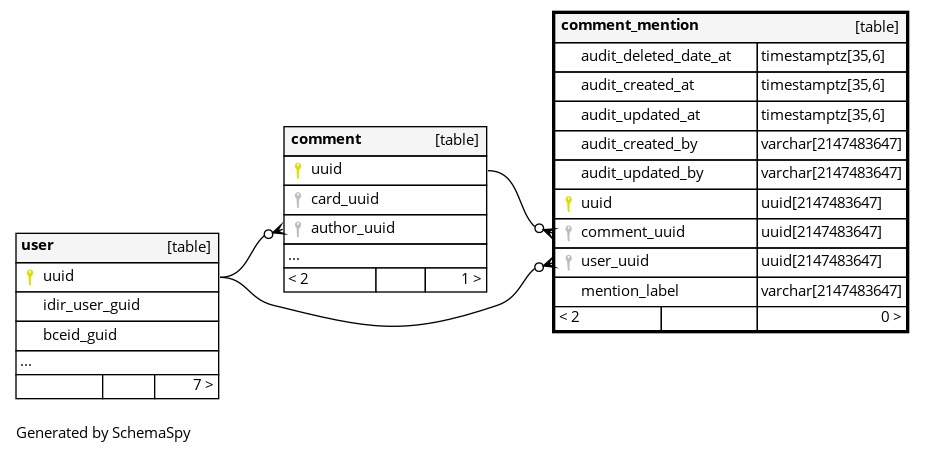 comment_mention [table]
audit_deleted_date_at timestamptz[35,6]
audit_created_at timestamptz[35,6]
audit_updated_at timestamptz[35,6]
audit_created_by varchar[2147483647]
audit_updated_by varchar[2147483647]
uuid uuid[2147483647]
comment_uuid uuid[2147483647]
user_uuid uuid[2147483647]
mention_label varchar[2147483647]
< 2 0 >
comment [table]
uuid
card_uuid
author_uuid
...
< 2 1 >
user [table]
uuid
idir_user_guid
bceid_guid
...
7 >
Generated by SchemaSpy